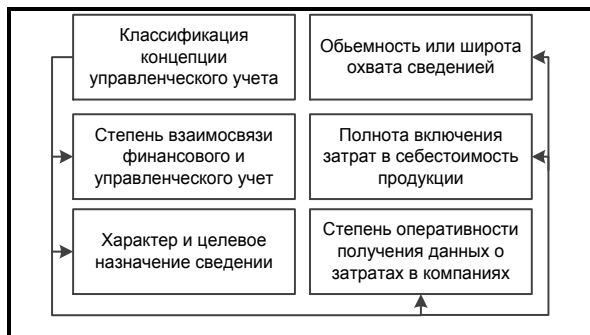 Классификация
концепции
управленческого учета
Обьемность или широта
охвата сведенией
Степень взаимосвязи
финансового и
управленческого учет
Полнота включения
затрат в себестоимость
продукции
Характер и целевое
назначение сведении
Степень оперативности
получения данных о
затратах в компаниях